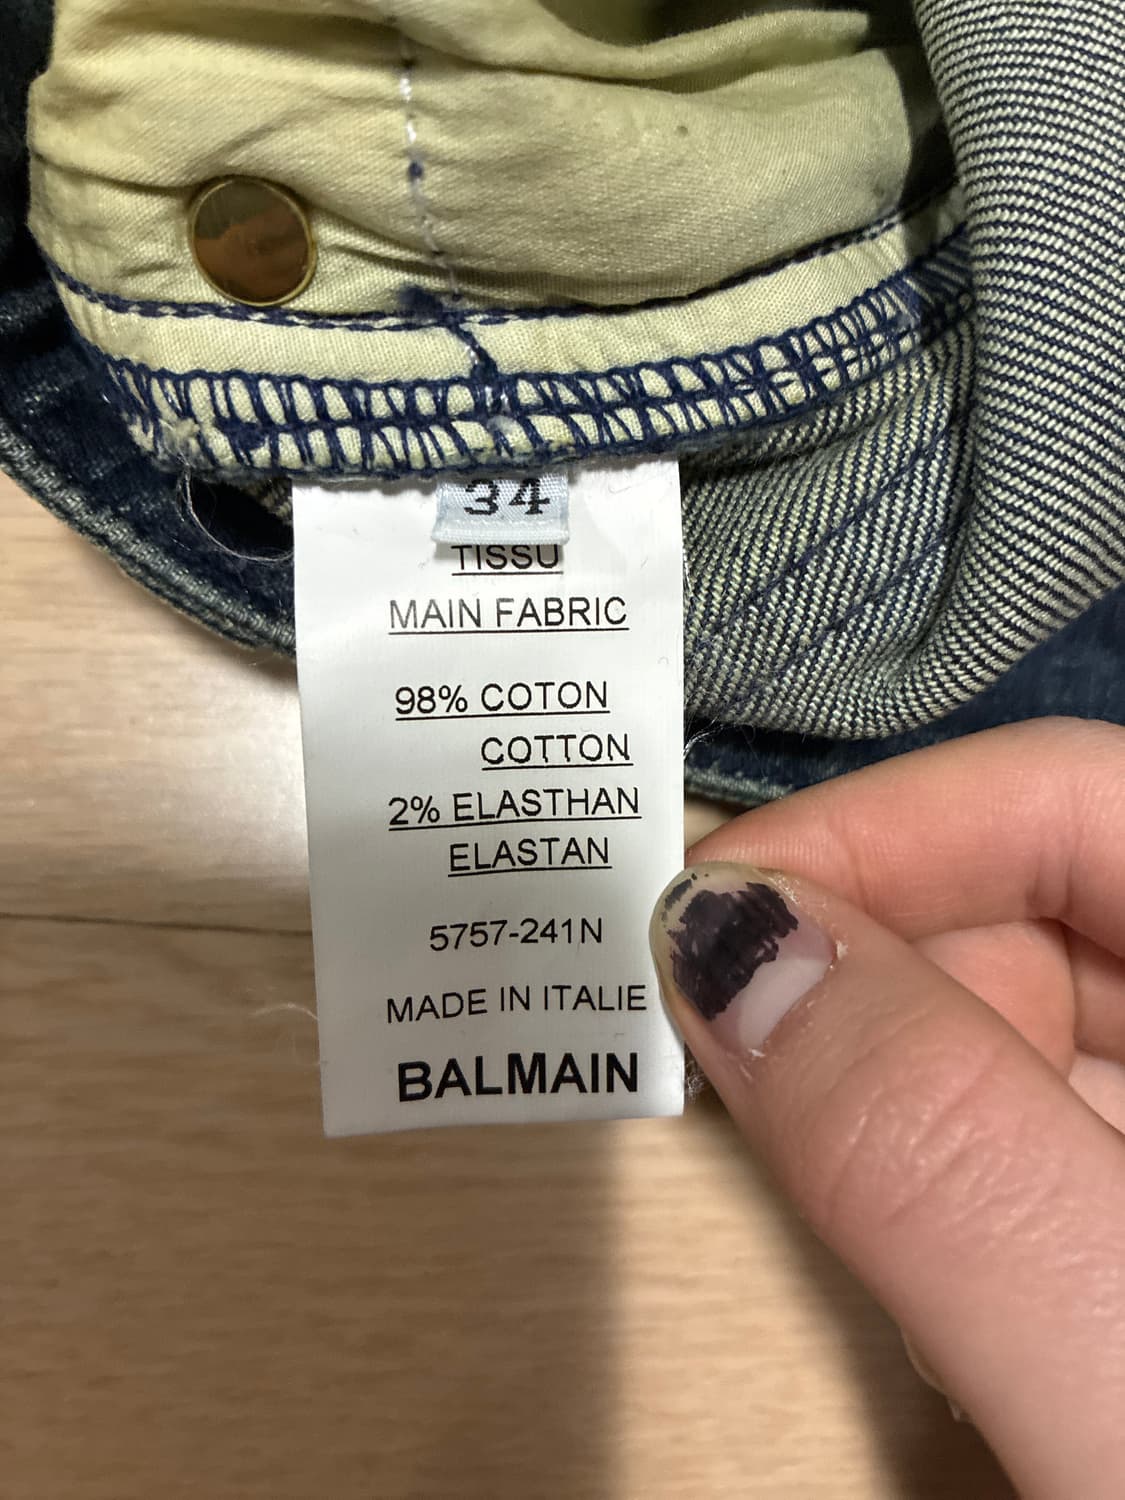 34
TISSU
MAIN FABRIC
98% COTON
COTTON
2% ELASTHAN
ELASTAN
5757-241N
MADE IN ITALIE
BALMAIN